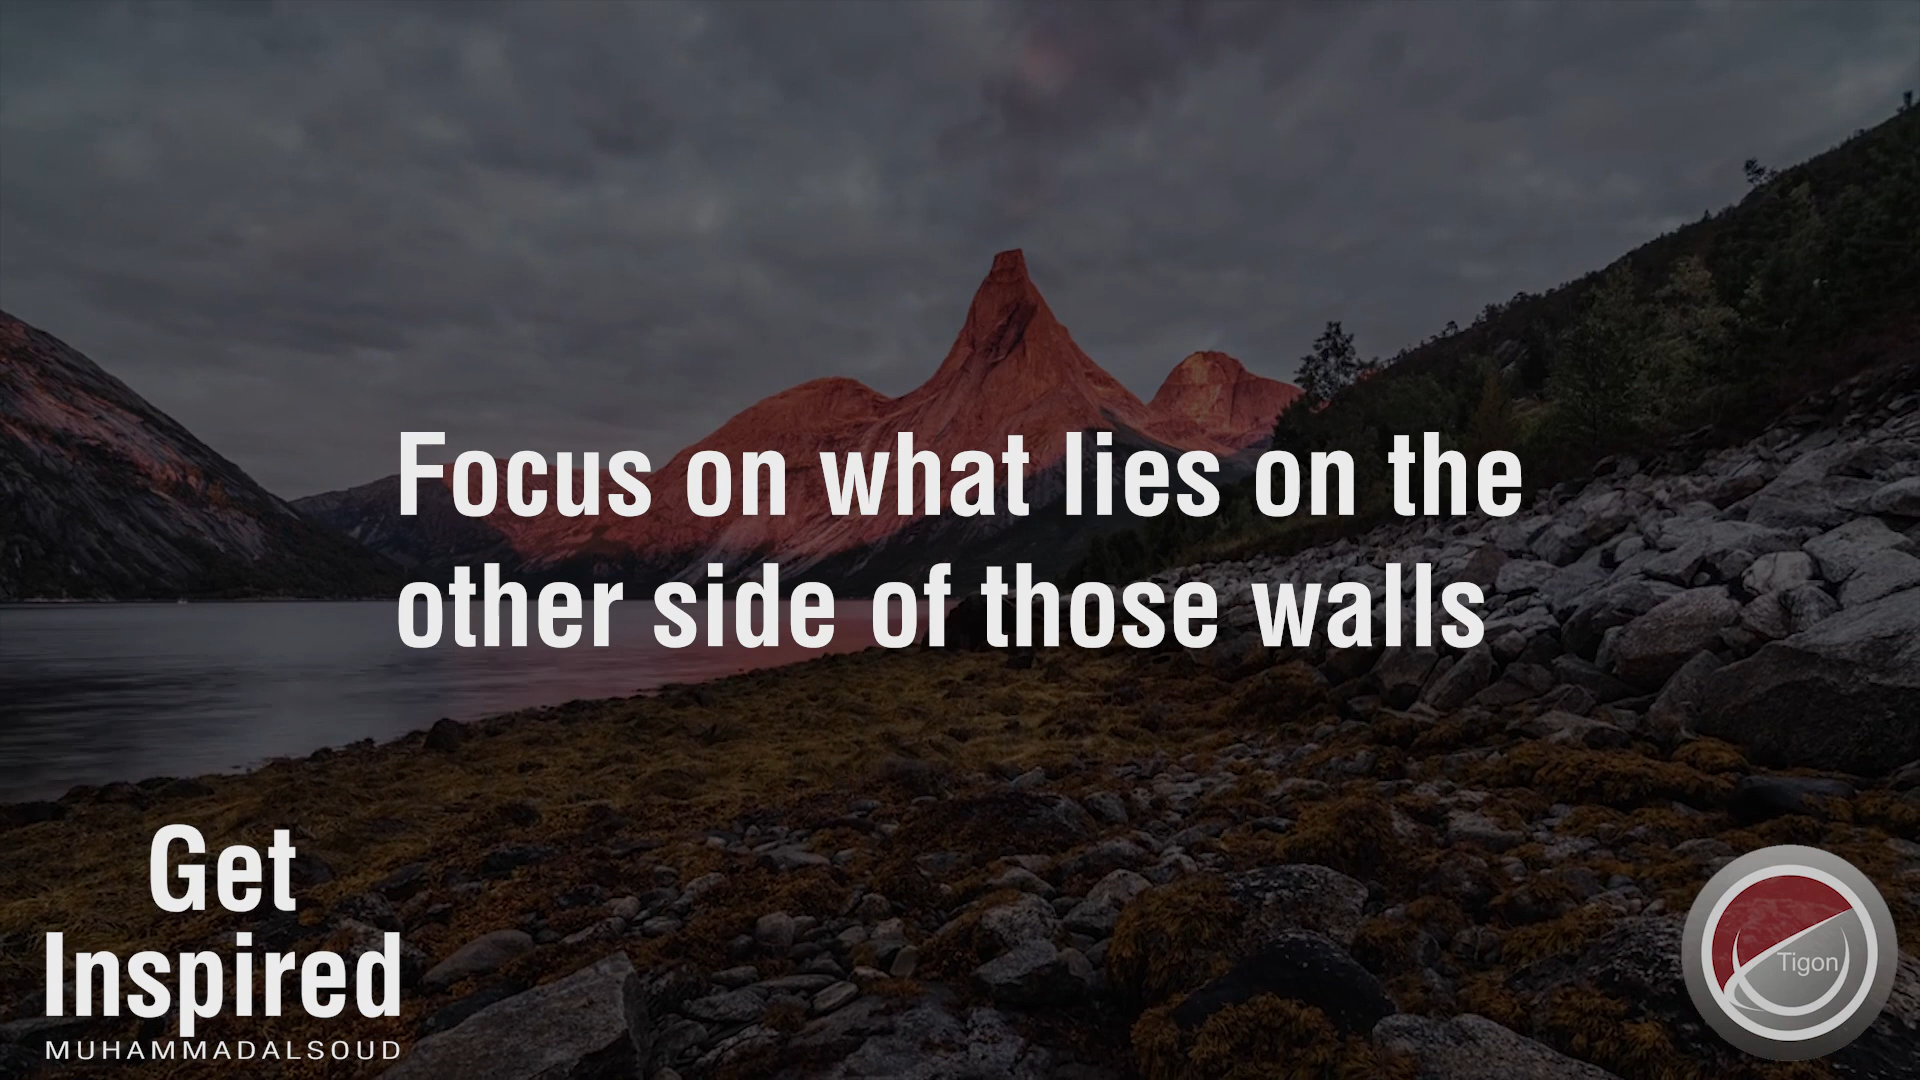 Focus on what lies on the
other side of those walls
Get
Inspired
MUHAMMADALSOUD
Tigon